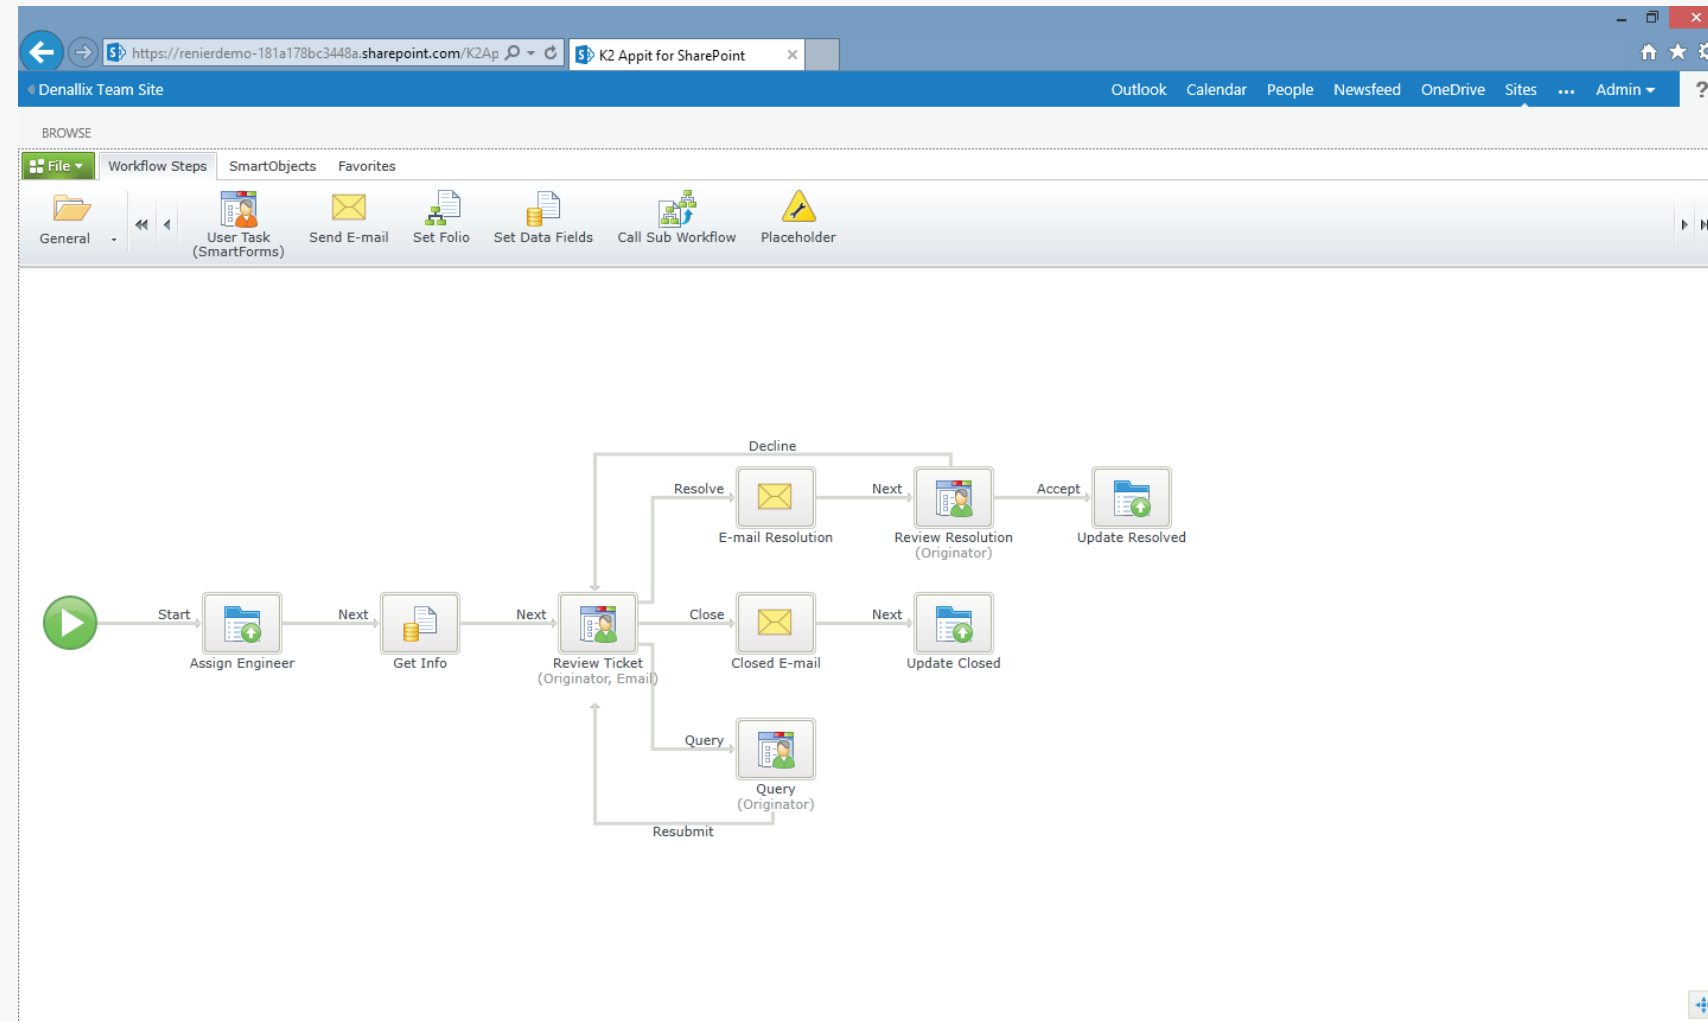 https://renierdemo-181a178bc3448a.sharepoint.com/K2Ap
K2 Appit for SharePoint
Denallix Team Site
Outlook Calendar People Newsfeed OneDrive Sites ... Admin ?
BROWSE
File Workflow Steps SmartObjects Favorites
General
User Task
(SmartForms)
Send E-mail
Set Folio
Set Data Fields
Call Sub Workflow
Placeholder
Decline
Resolve
Next
Accept
E-mail Resolution
Review Resolution
(Originator)
Update Resolved
Start
Next
Next
Close
Next
Assign Engineer
Get Info
Review Ticket
(Originator, Email)
Closed E-mail
Update Closed
Query
Query
(Originator)
Resubmit